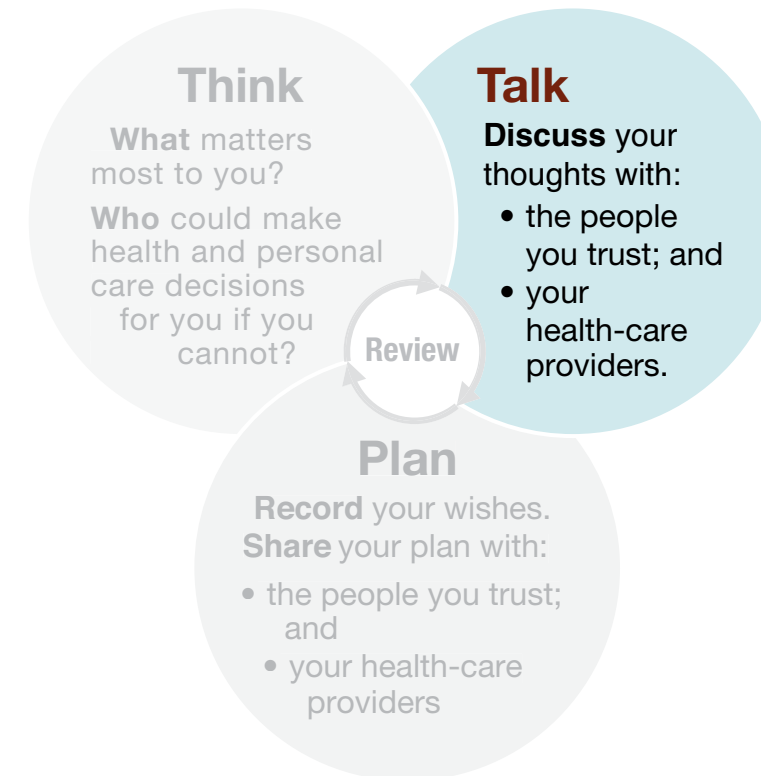 Think
What matters
most to you?
Who could make
health and personal
care decisions
for you if you
cannot?
Talk
Discuss your
thoughts with:
• the people
you trust; and
• your
health-care
providers.
Review
Plan
Record your wishes.
Share your plan with:
• the people you trust;
and
• your health-care
providers